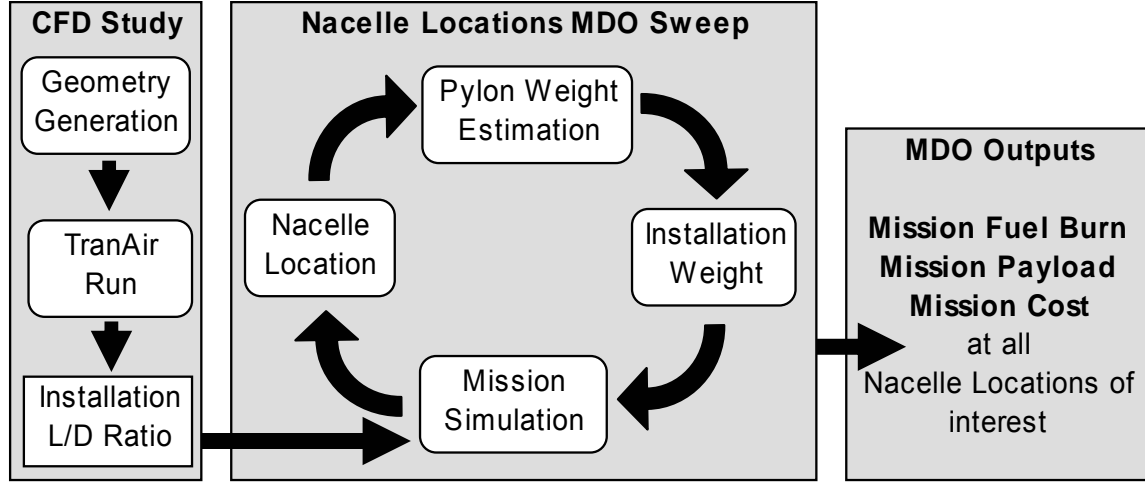 CFD Study
Geometry
Generation
TranAir
Run
Installation
L/D Ratio
Nacelle Locations MDO Sweep
Pylon Weight
Estimation
Nacelle
Location
Installation
Weight
Mission
Simulation
MDO Outputs
Mission Fuel Burn
Mission Payload
Mission Cost
at all
Nacelle Locations of
interest